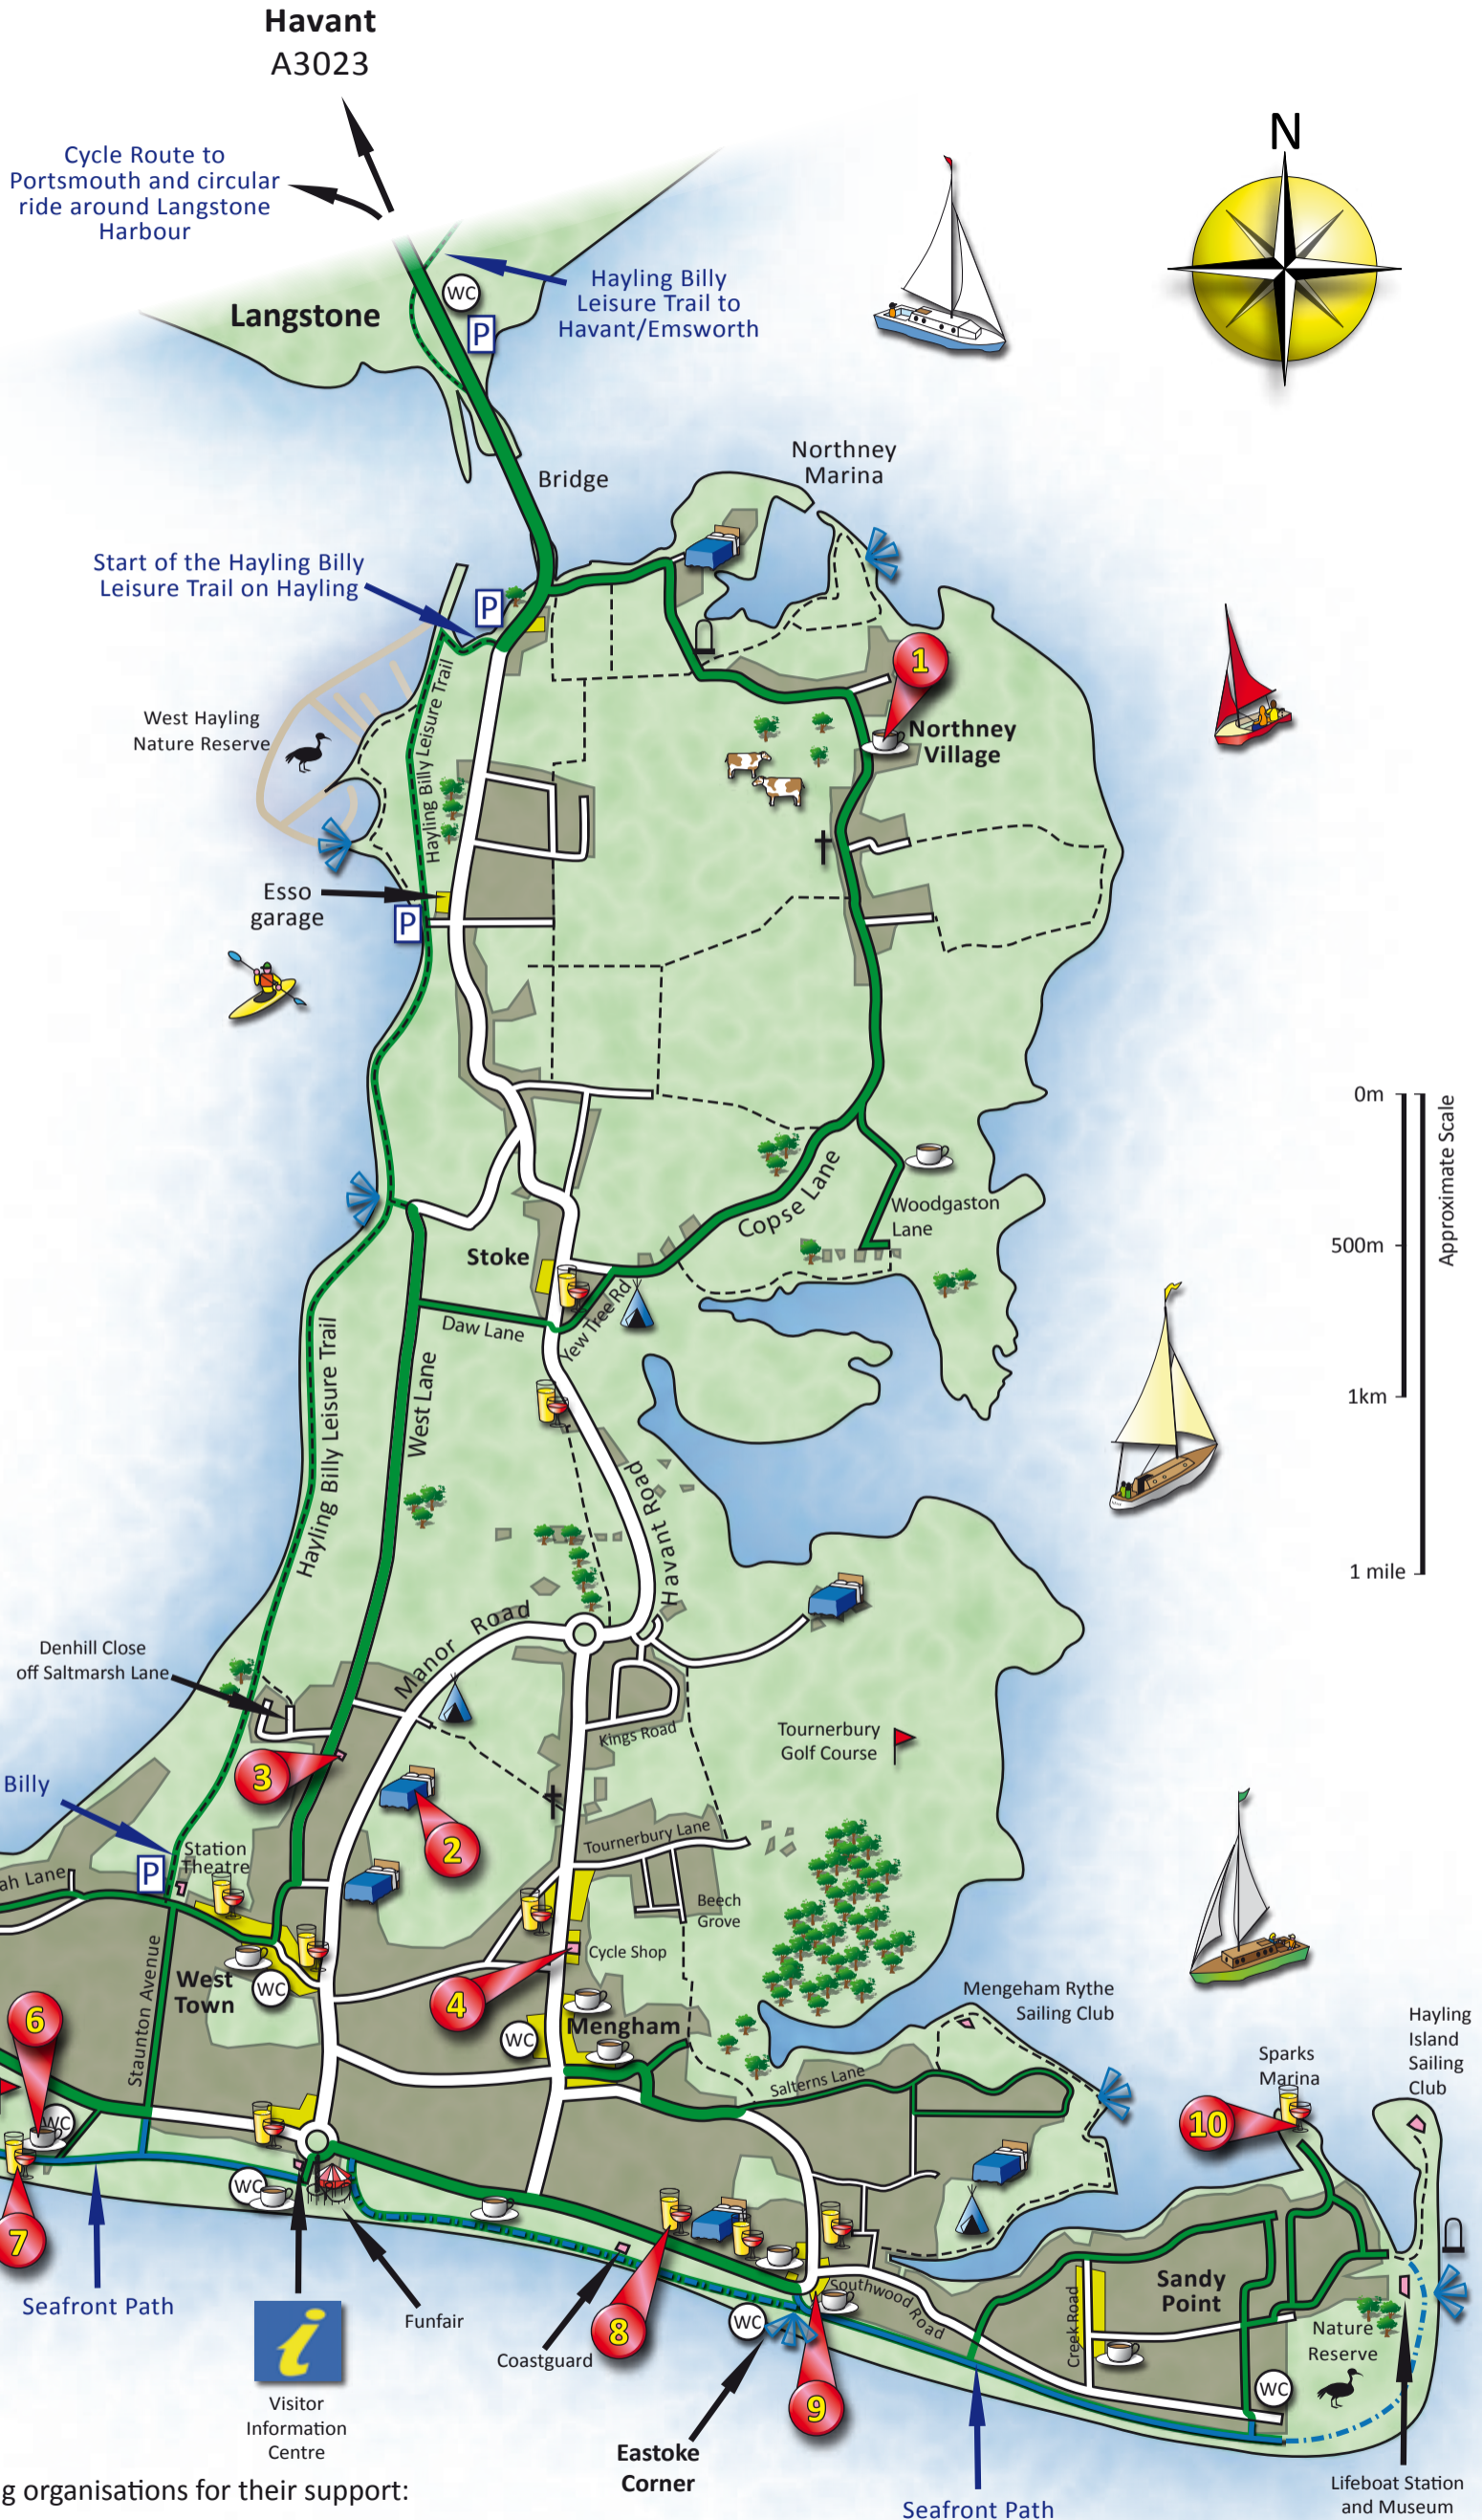 Havant
A3023
N
Cycle Route to
Portsmouth and circular
ride around Langstone
Harbour
Hayling Billy
Leisure Trail to
Havant/Emsworth
WC
P
Langstone
Bridge
Northney
Marina
Start of the Hayling Billy
Leisure Trail on Hayling
P
1
Northney
Village
West Hayling
Nature Reserve
Hayling Billy Leisure Trail
Esso
garage
P
0m
500m
1km
1 mile
Approximate Scale
Copse Lane
Woodgaston
Lane
Stoke
Daw Lane
Yew Tree Rd
Hayling Billy Leisure Trail
West Lane
Havant Road
Manor Road
Denhill Close
off Saltmarsh Lane
Kings Road
Tournerbury
Golf Course
3
Billy
2
Station
Theatre
P
ah Lane
Tournerbury Lane
Beech
Grove
Cycle Shop
4
West
Town
WC
Staunton Avenue
6
WC
Mengham
WC
Mengeham Rythe
Sailing Club
Hayling
Island
Sailing
Club
Sparks
Marina
10
Salterns Lane
7
WC
Seafront Path
Funfair
Coastguard
8
WC
9
Southwood Road
Creek Road
Sandy
Point
Nature
Reserve
WC
i
Visitor
Information
Centre
Eastoke
Corner
Seafront Path
Lifeboat Station
and Museum
g organisations for their support: